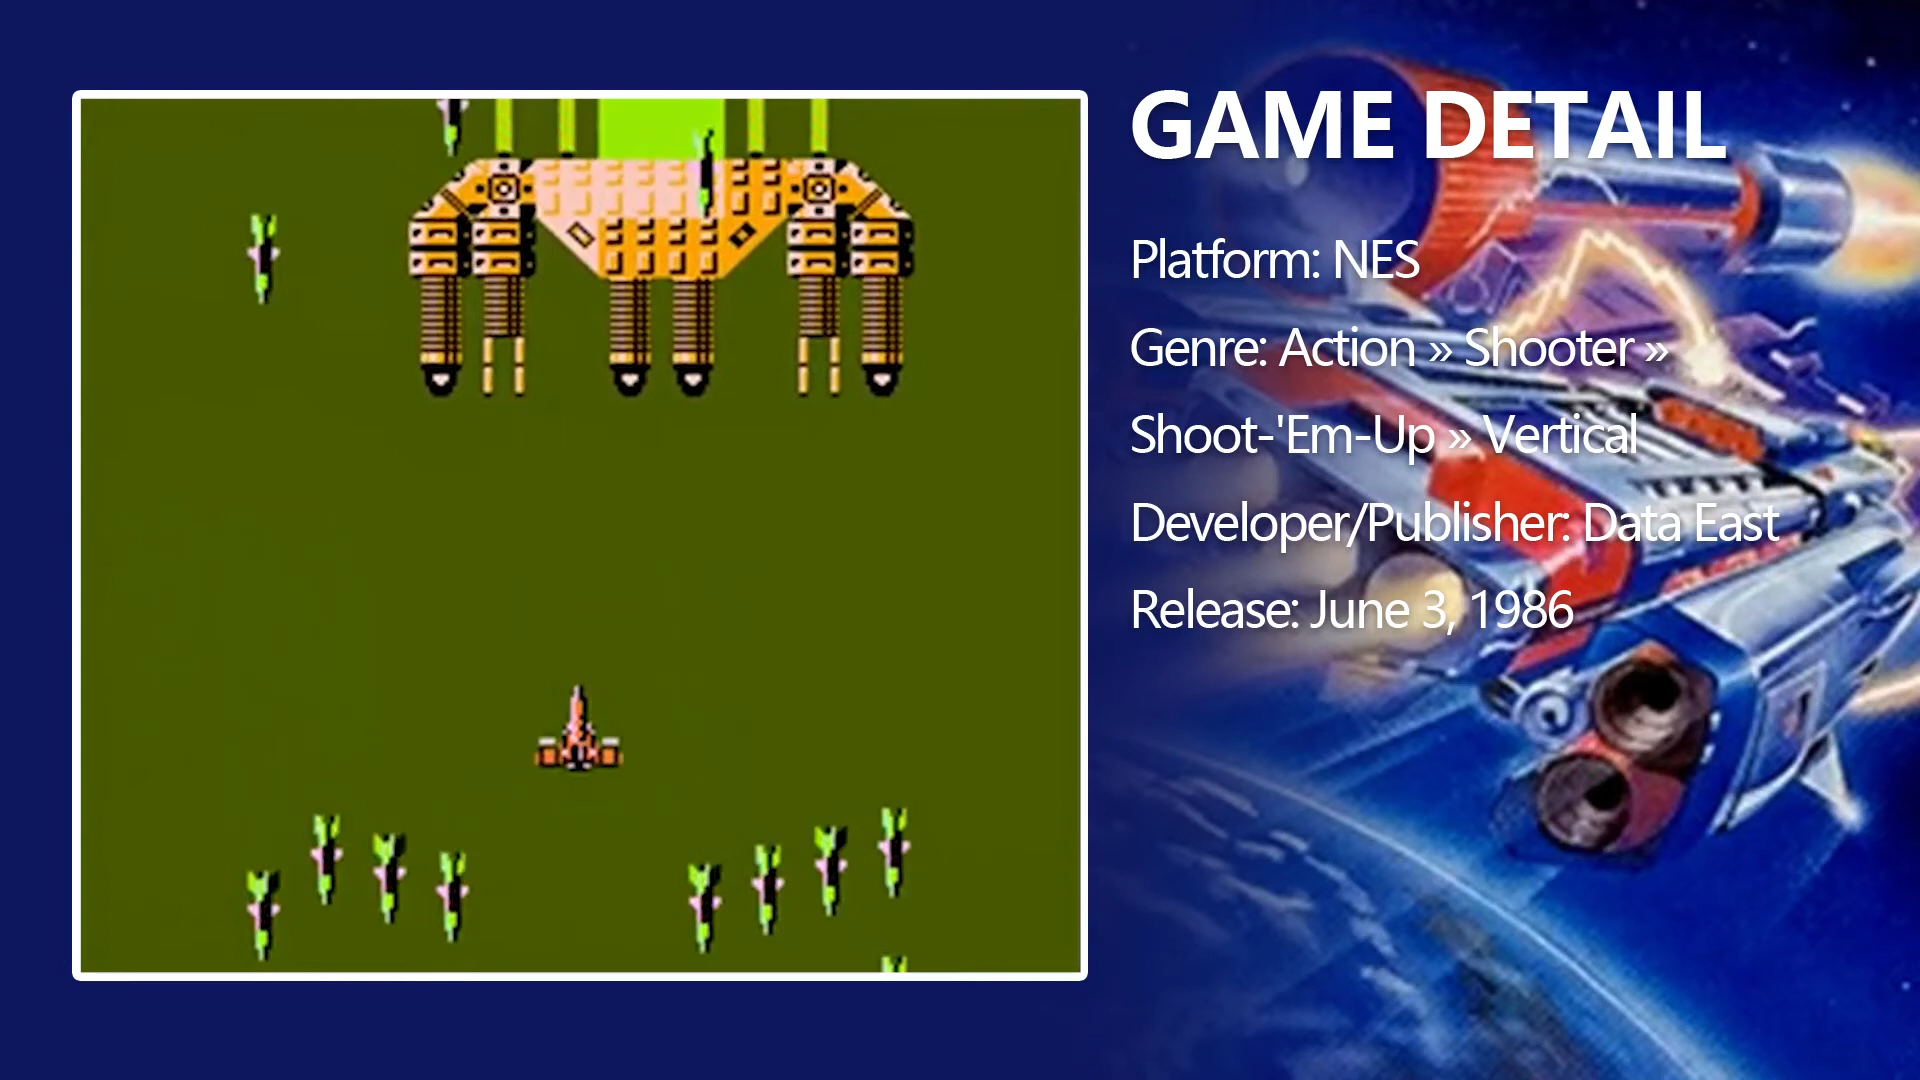 GAME DETAIL
Platform: NES
Genre: Action » Shooter »
Shoot-'Em-Up » Vertical
Developer/Publisher: Data East
Release: June 3, 1986